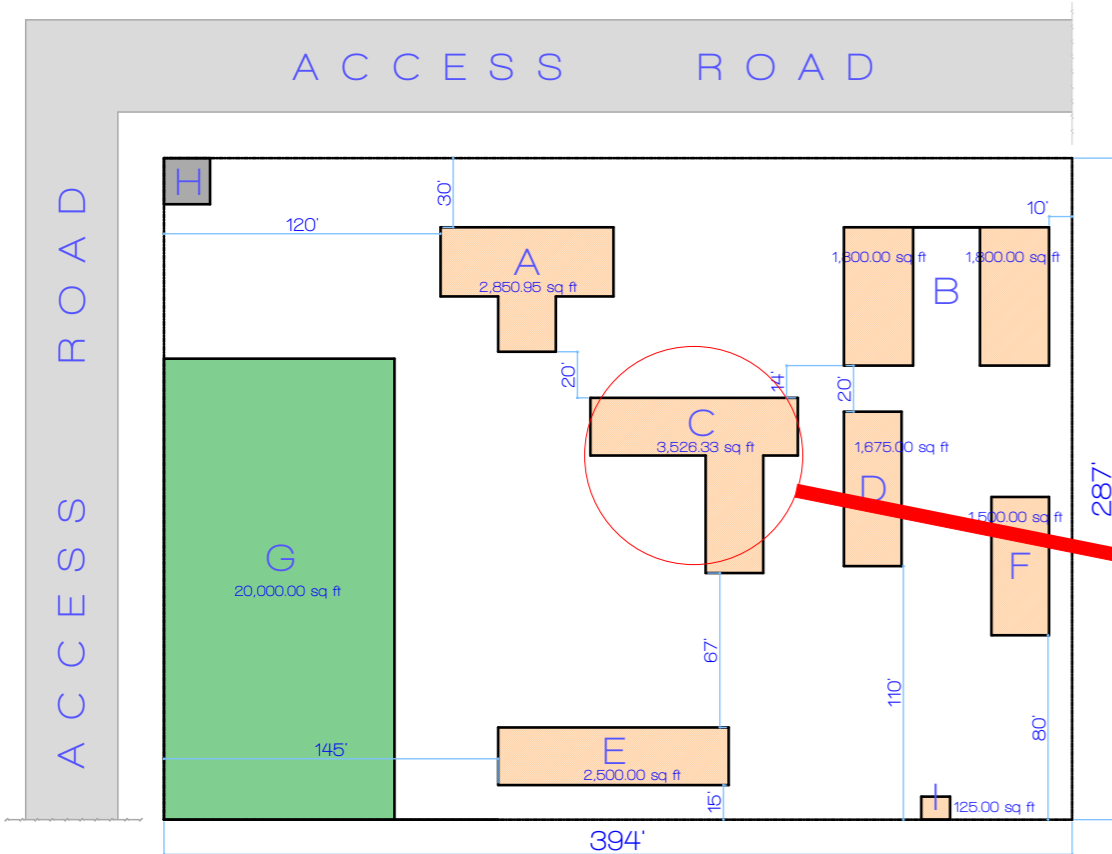 ACCESS ROAD
ACCESS ROAD
H
30'
120'
10'
A
2,850.95 sq ft
1,800.00 sq ft
1,800.00 sq ft
B
20'
14'
20'
C
3,526.33 sq ft
1,675.00 sq ft
D
287'
1,500.00 sq ft
F
G
20,000.00 sq ft
67'
110'
80'
145'
E
2,500.00 sq ft
15'
I
125.00 sq ft
394'